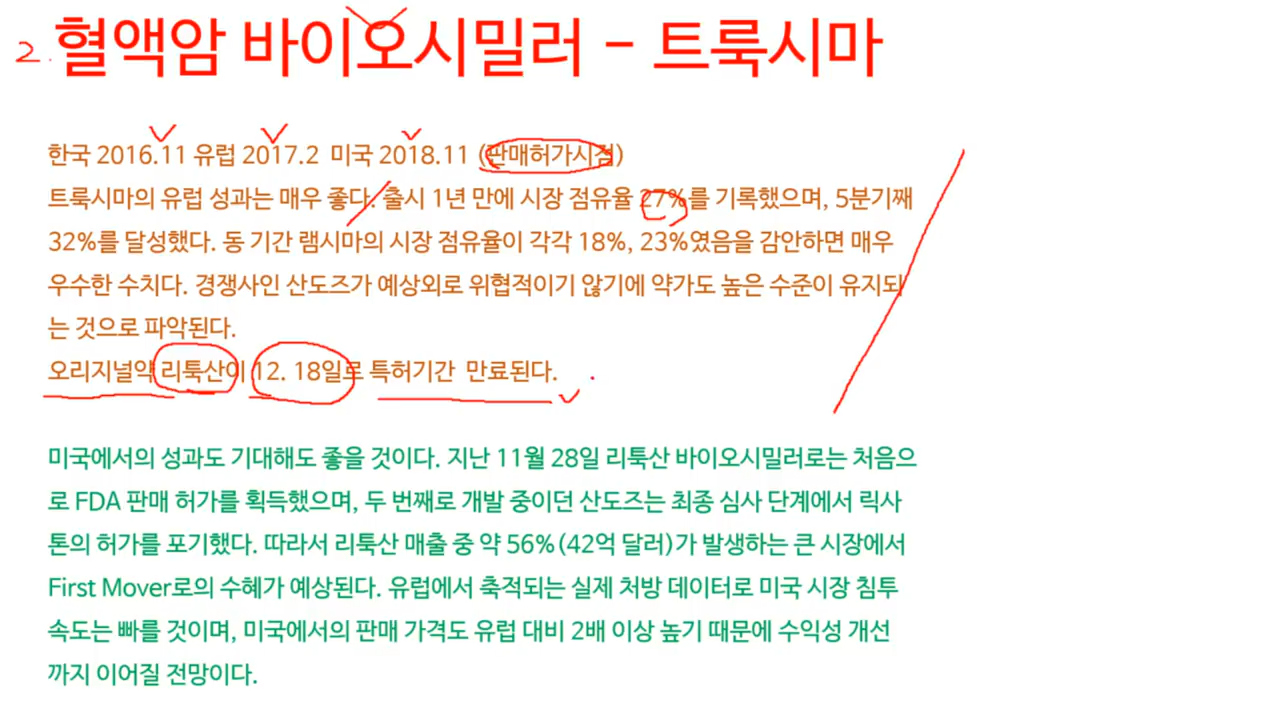 2. 혈액암 바이오시밀러 - 트룩시마
한국 2016.11 유럽 2017.2 미국 2018.11 (판매허가시점)
트룩시마의 유럽 성과는 매우 좋다. 출시 1년 만에 시장 점유율 27%를 기록했으며, 5분기째
32%를 달성했다. 동 기간 램시마의 시장 점유율이 각각 18%, 23%였음을 감안하면 매우
우수한 수치다. 경쟁사인 산도즈가 예상외로 위협적이기 않기에 약가도 높은 수준이 유지되
는 것으로 파악된다.
오리지널약 리툭산이 12. 18일로 특허기간 만료된다.
미국에서의 성과도 기대해도 좋을 것이다. 지난 11월 28일 리툭산 바이오시밀러로는 처음으
로 FDA 판매 허가를 획득했으며, 두 번째로 개발 중이던 산도즈는 최종 심사 단계에서 릭사
톤의 허가를 포기했다. 따라서 리툭산 매출 중 약 56%(42억 달러)가 발생하는 큰 시장에서
First Mover로의 수혜가 예상된다. 유럽에서 축적되는 실제 처방 데이터로 미국 시장 침투
속도는 빠를 것이며, 미국에서의 판매 가격도 유럽 대비 2배 이상 높기 때문에 수익성 개선
까지 이어질 전망이다.